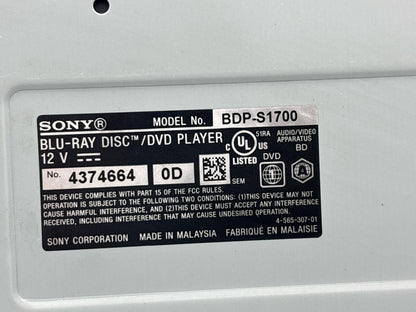 SONY® MODEL No. BDP-S1700
BLU-RAY DISC™/DVD PLAYER
12 V ⎓
C UL US LISTED
51RA AUDIO/VIDEO
APPARATUS
DVD BD
No. 4374664 0D
THIS DEVICE COMPLIES WITH PART 15 OF THE FCC RULES.
OPERATION IS SUBJECT TO THE FOLLOWING TWO CONDITIONS: (1)THIS DEVICE MAY NOT
CAUSE HARMFUL INTERFERENCE, AND (2)THIS DEVICE MUST ACCEPT ANY INTERFERENCE
RECEIVED, INCLUDING INTERFERENCE THAT MAY CAUSE UNDESIRED OPERATION.
4-565-307-01
SONY CORPORATION MADE IN MALAYSIA FABRIQUÉ EN MALAISIE